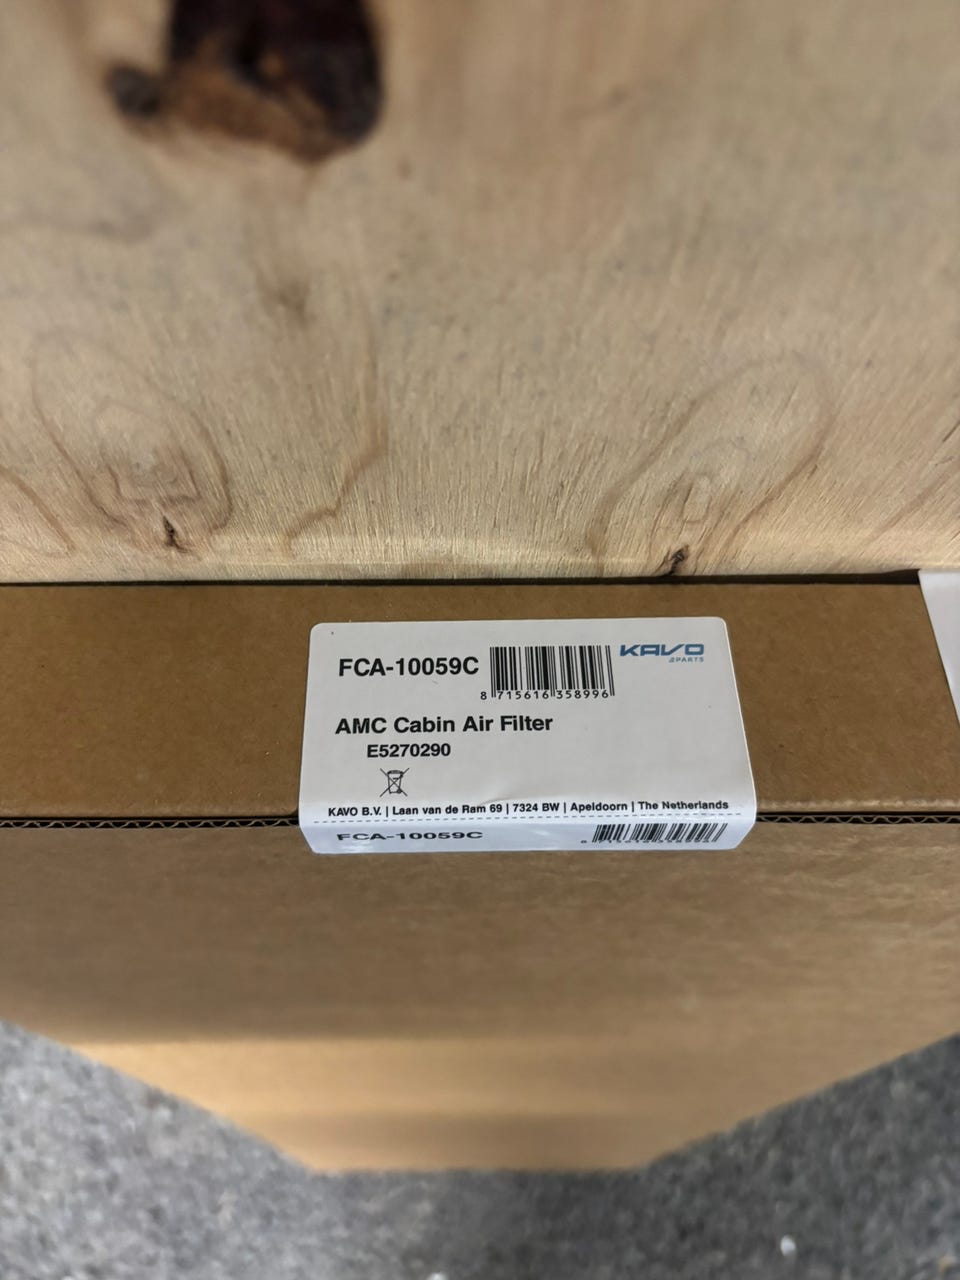 FCA-10059C
KAVO
PARTS
8 715616 358996
AMC Cabin Air Filter
E5270290
KAVO B.V. | Laan van de Ram 69 | 7324 BW | Apeldoorn | The Netherlands
FCA-10059C